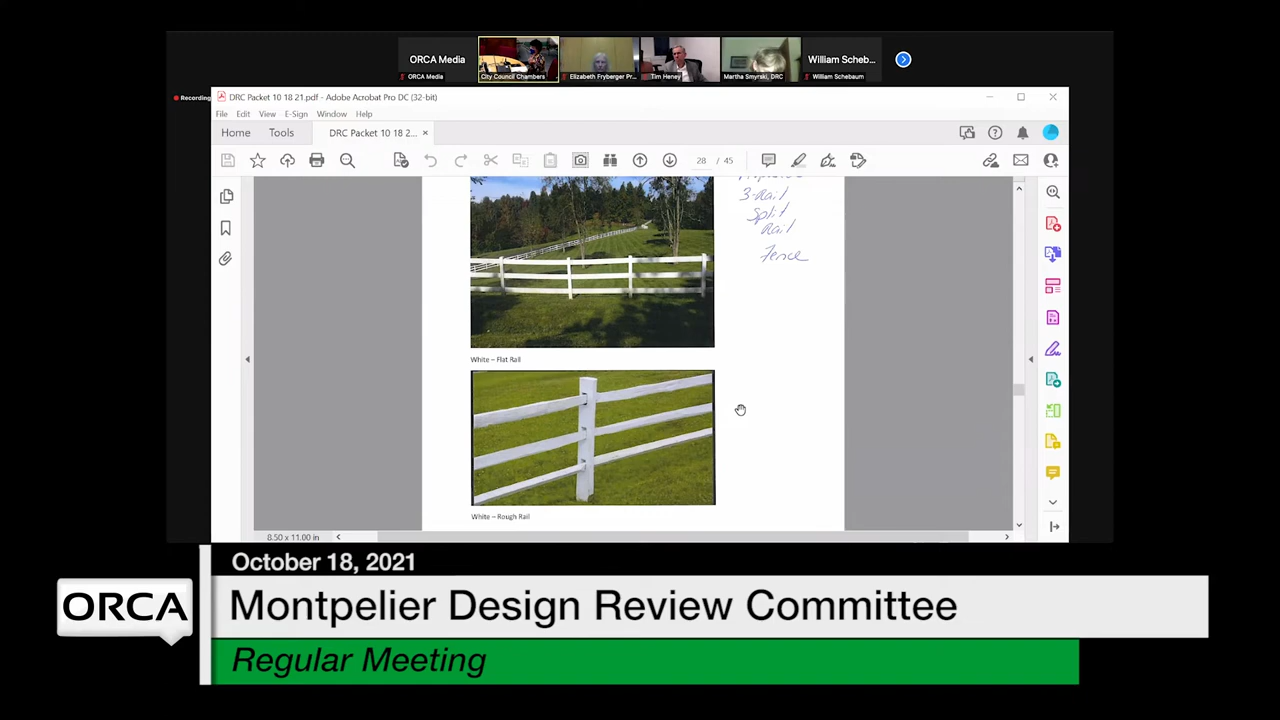 ORCA Media
William Scheb...
ORCA Media
City Council Chambers
Elizabeth Fryberger Pr...
Tim Heney
Martha Smyrski, DRC
William Schebaum
Recording
DRC Packet 10 18 21.pdf - Adobe Acrobat Pro DC (32-bit)
File Edit View E-Sign Window Help
Home Tools DRC Packet 10 18 2... ×
28 / 45
3-Rail
Split
Rail
Fence
White – Flat Rail
White – Rough Rail
8.50 x 11.00 in
October 18, 2021
ORCA
Montpelier Design Review Committee
Regular Meeting